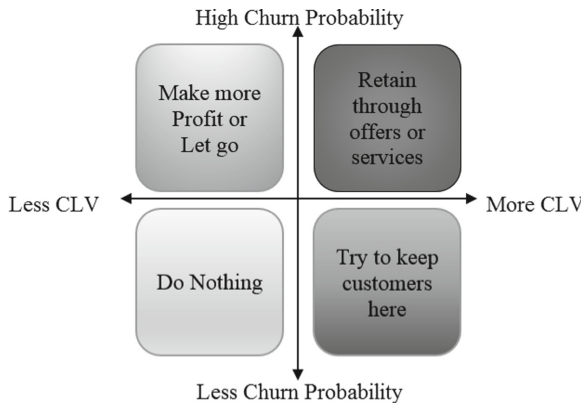 High Churn Probability
Make more
Profit or
Let go
Retain
through
offers or
services
Less CLV
More CLV
Do Nothing
Try to keep
customers
here
Less Churn Probability